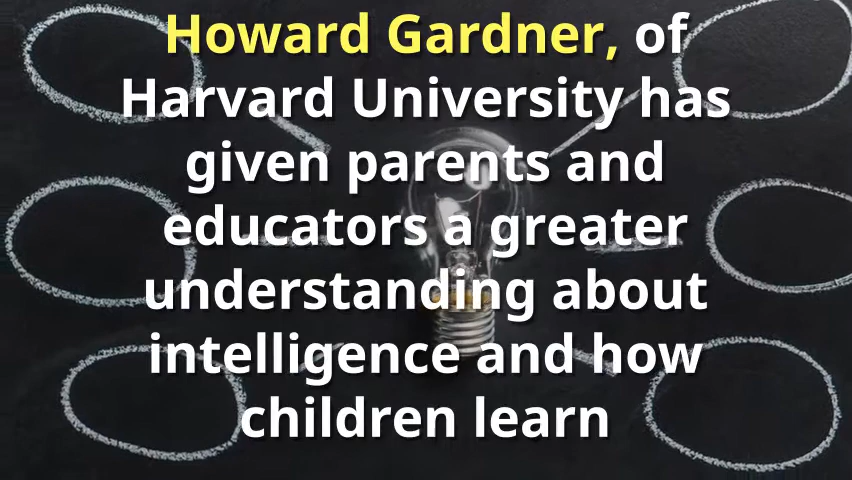 Howard Gardner, of
Harvard University has
given parents and
educators a greater
understanding about
intelligence and how
children learn